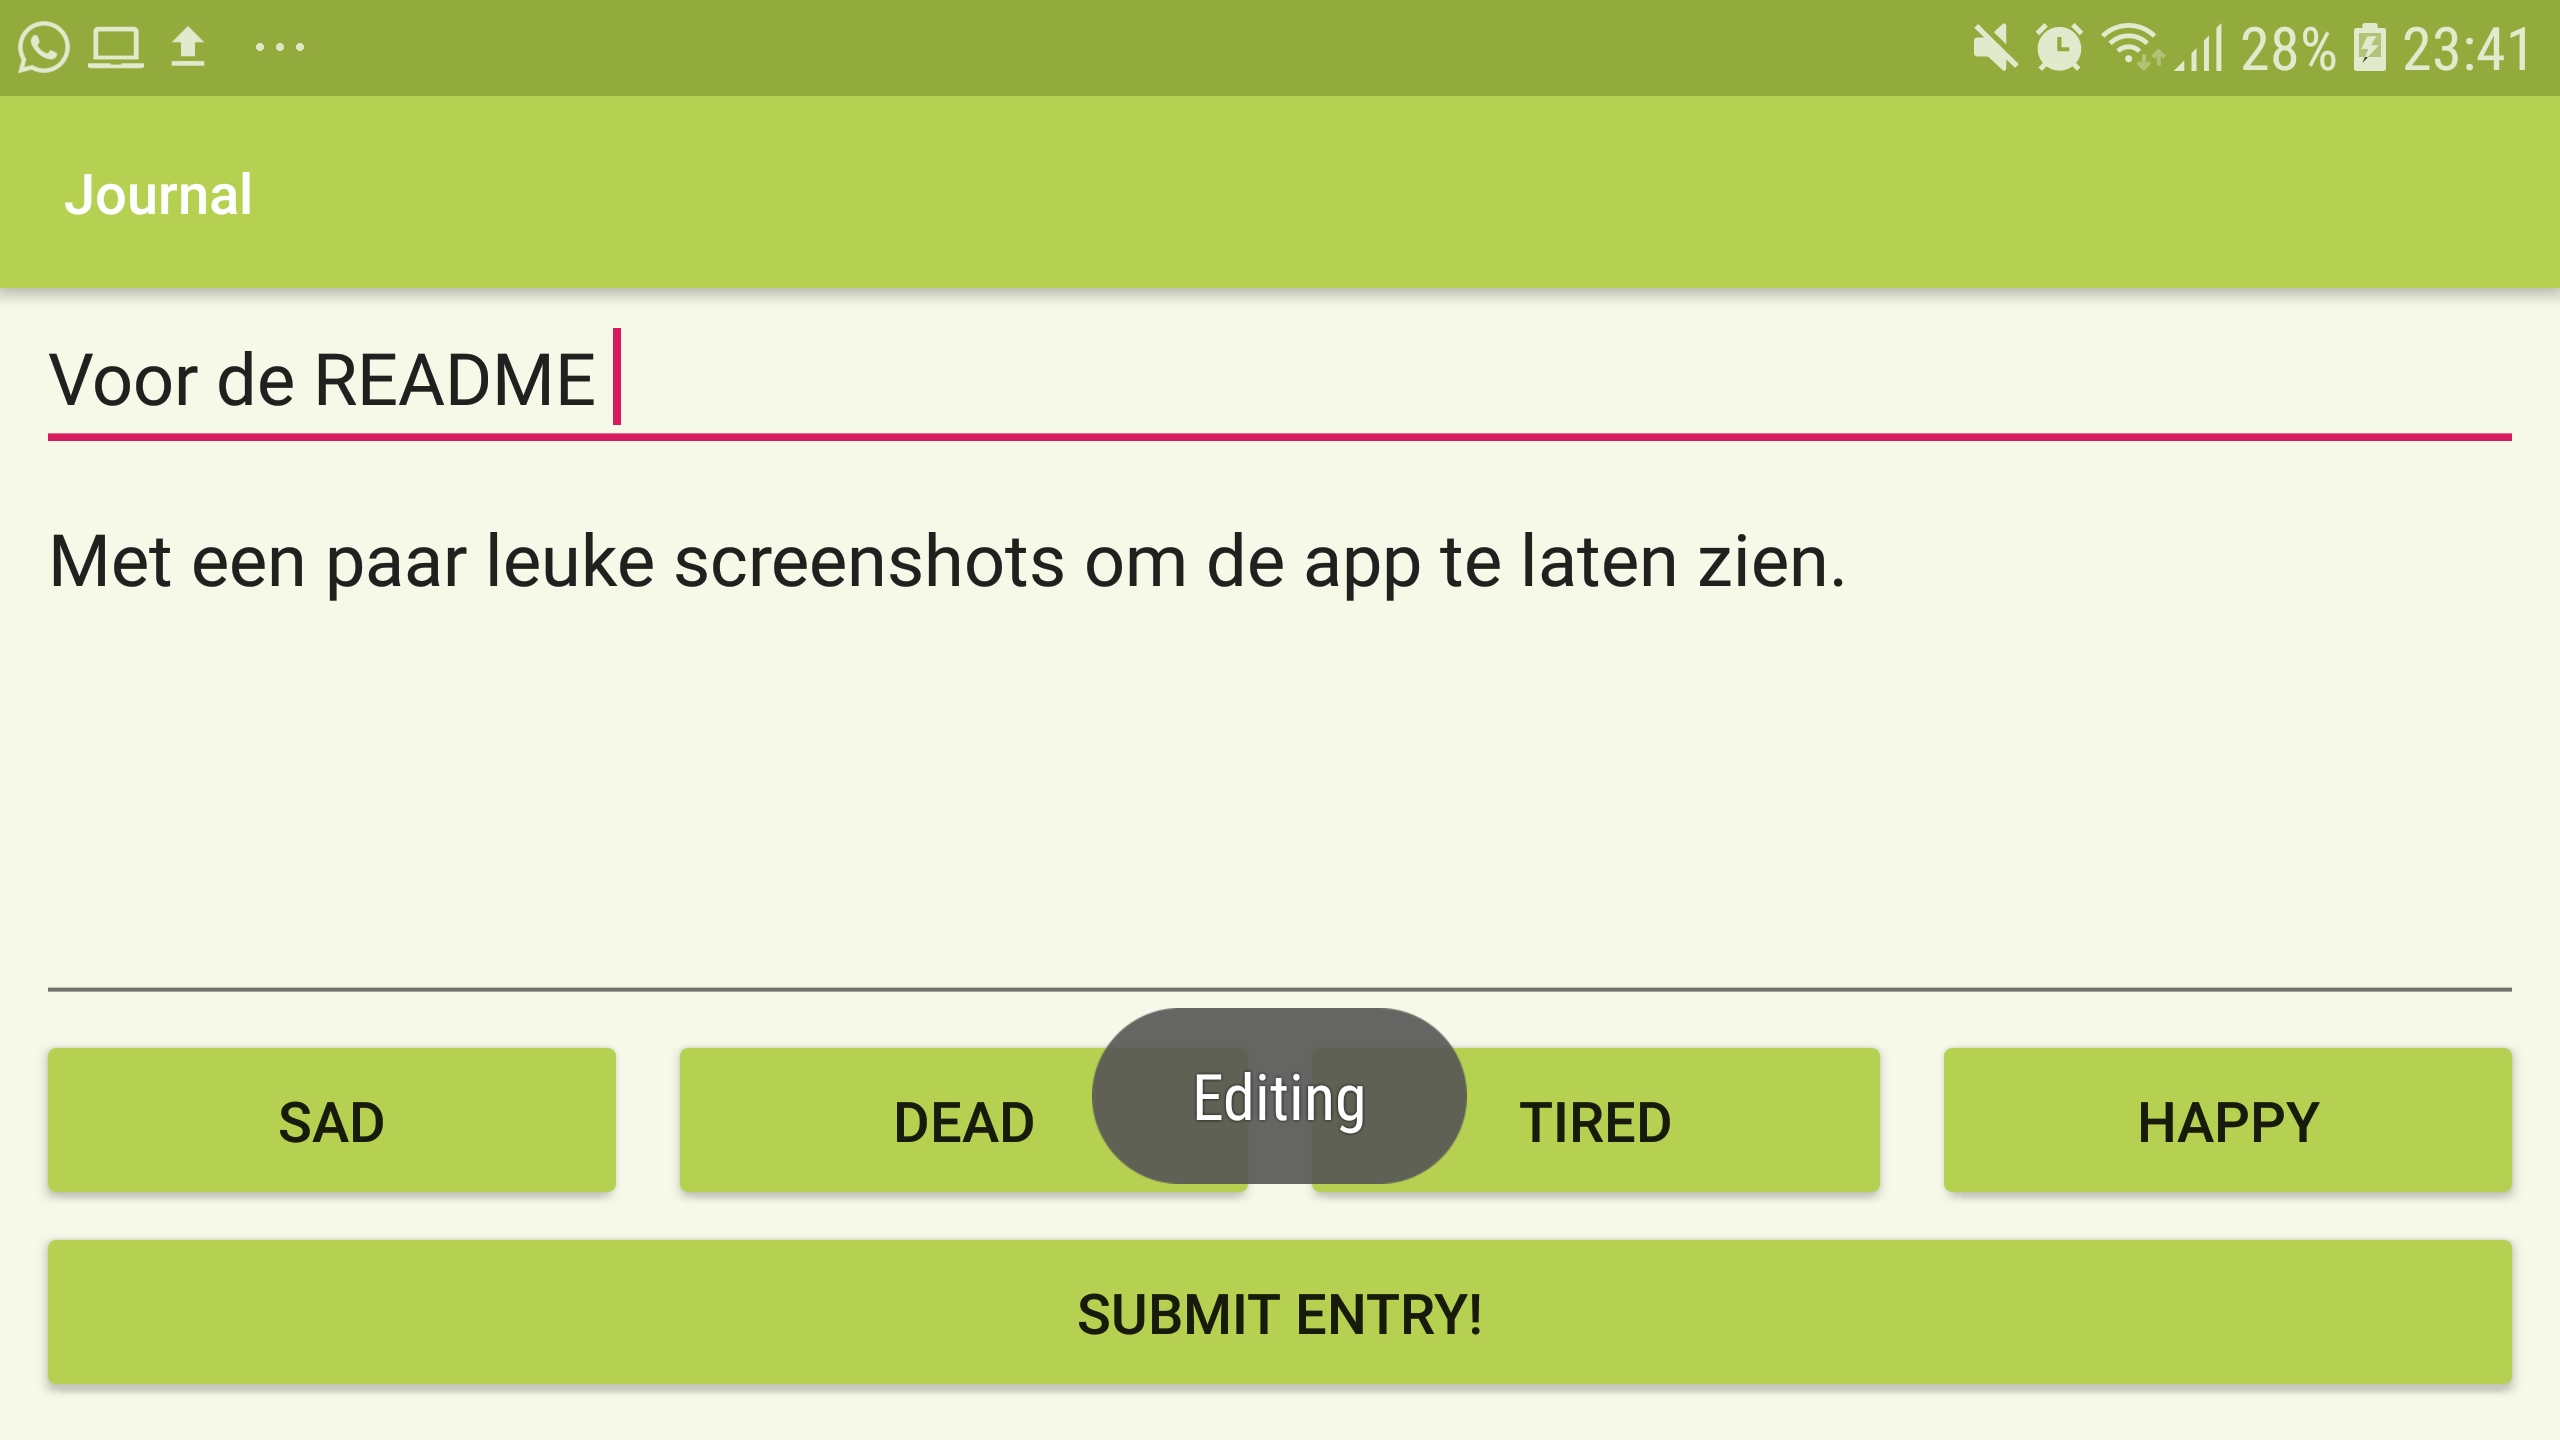 28% 23:41
Journal
Voor de README
Met een paar leuke screenshots om de app te laten zien.
SAD DEAD TIRED HAPPY
Editing
SUBMIT ENTRY!